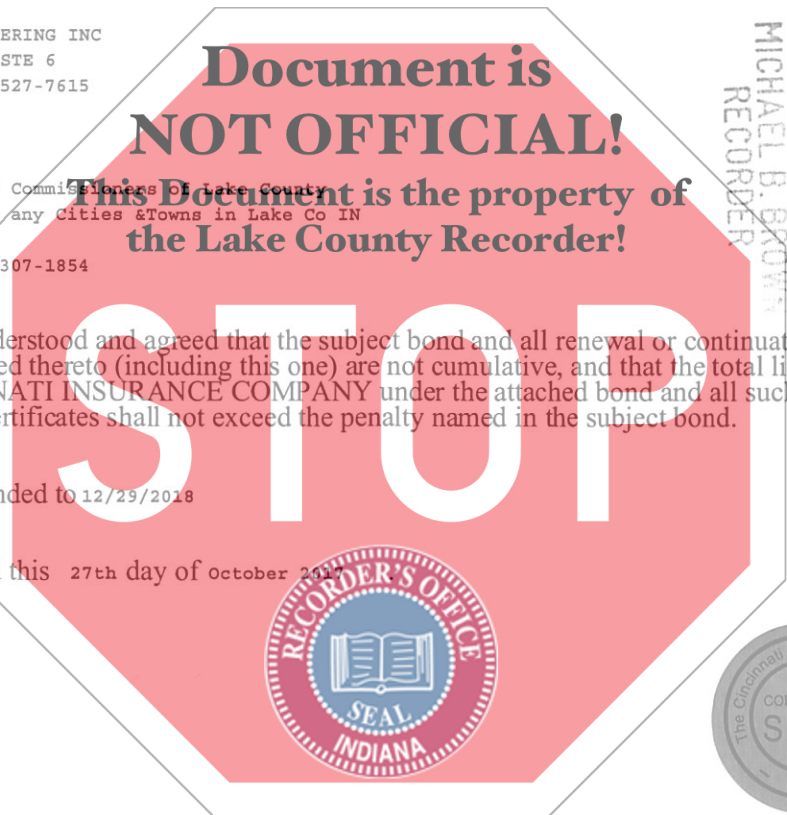 ERING INC
STE 6
527-7615
Document is
NOT OFFICIAL!
Commissioners of Lake County
any Cities &Towns in Lake Co IN
This Document is the property of
the Lake County Recorder!
307-1854
MICHAEL B. BROWN
RECORDER
STOP
derstood and agreed that the subject bond and all renewal or continuat
ed thereto (including this one) are not cumulative, and that the total li
NATI INSURANCE COMPANY under the attached bond and all such
ertificates shall not exceed the penalty named in the subject bond.
nded to 12/29/2018
this 27th day of October 2017 .
RECORDER'S OFFICE
SEAL
INDIANA
The Cincinnati